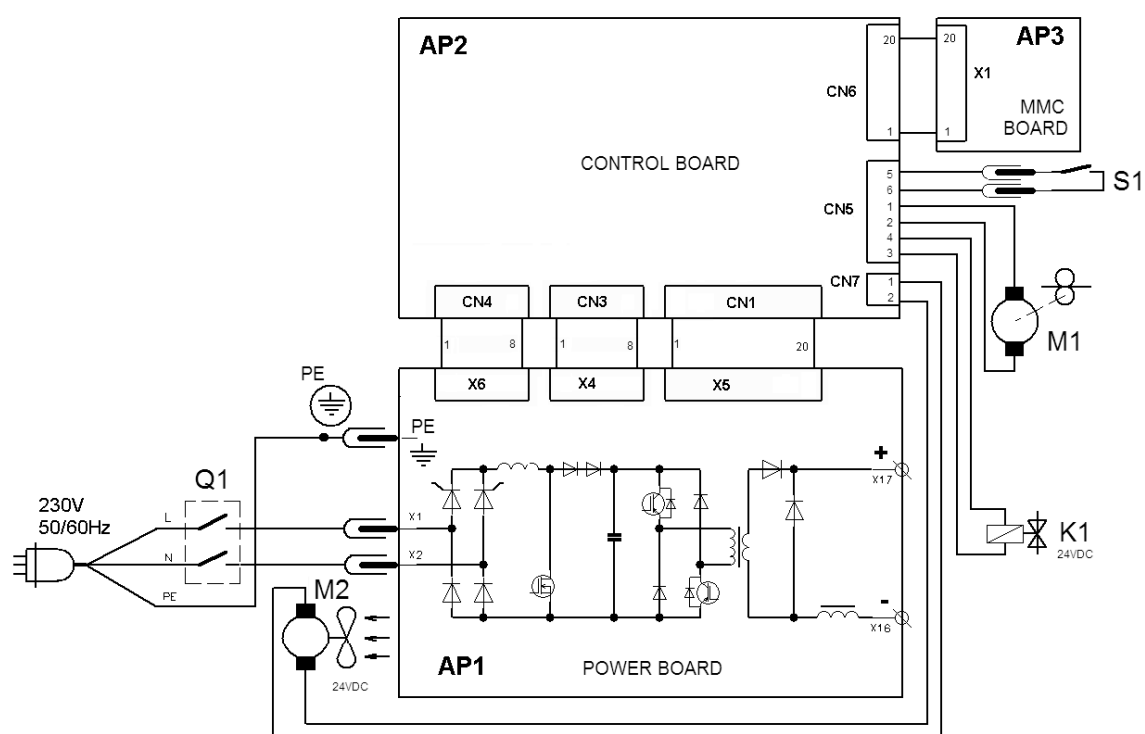 AP2
AP3
20
20
X1
CN6
MMC
BOARD
1
1
CONTROL BOARD
5
S1
6
CN5
1
2
4
3
CN7
1
2
CN4
CN3
CN1
M1
1
8
1
8
1
20
PE
X6
X4
X5
PE
+
X17
Q1
230V
50/60Hz
L
X1
K1
24VDC
N
X2
PE
M2
-
X16
AP1
POWER BOARD
24VDC